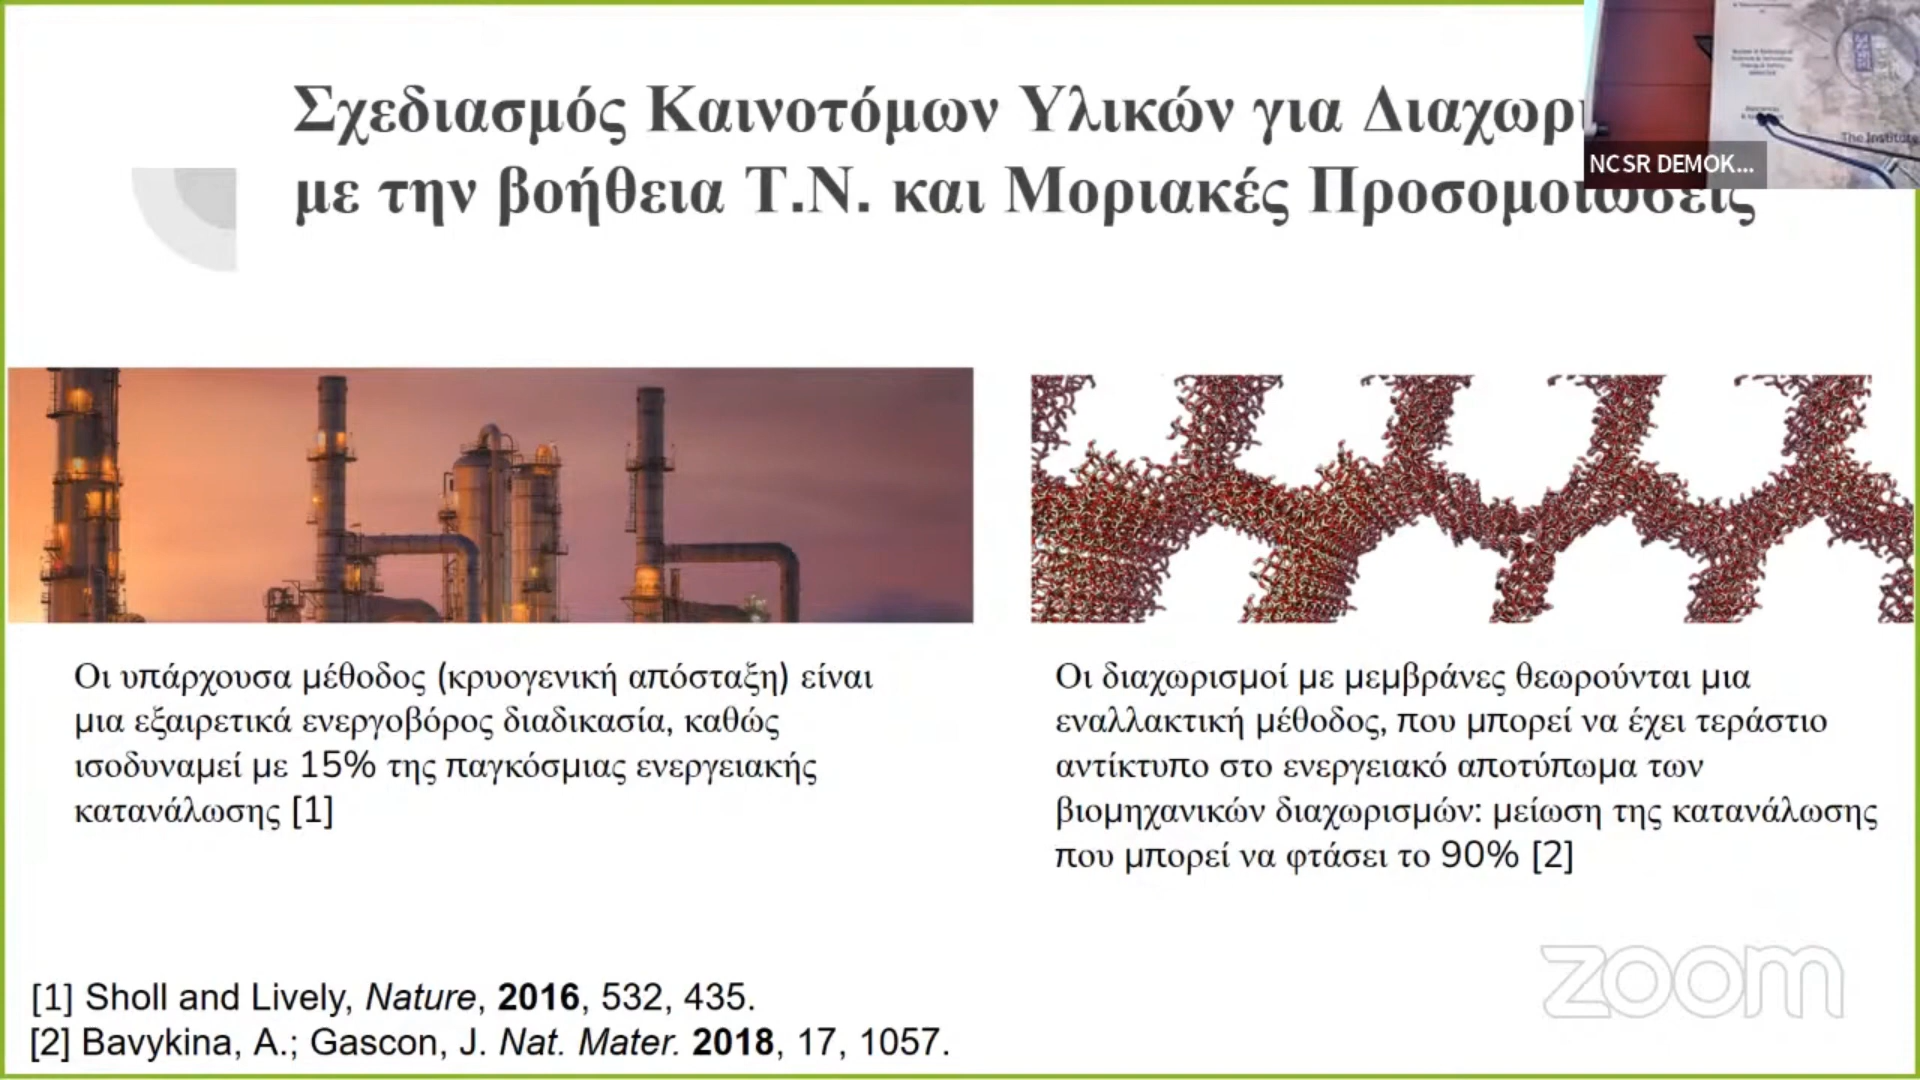 Σχεδιασμός Καινοτόμων Υλικών για Διαχωρι
με την βοήθεια Τ.Ν. και Μοριακές Προσομοιώσεις
NCSR DEMOK...
The Institute
Οι υπάρχουσα μέθοδος (κρυογενική απόσταξη) είναι
μια εξαιρετικά ενεργοβόρος διαδικασία, καθώς
ισοδυναμεί με 15% της παγκόσμιας ενεργειακής
κατανάλωσης [1]
Οι διαχωρισμοί με μεμβράνες θεωρούνται μια
εναλλακτική μέθοδος, που μπορεί να έχει τεράστιο
αντίκτυπο στο ενεργειακό αποτύπωμα των
βιομηχανικών διαχωρισμών: μείωση της κατανάλωσης
που μπορεί να φτάσει το 90% [2]
[1] Sholl and Lively, Nature, 2016, 532, 435.
[2] Bavykina, A.; Gascon, J. Nat. Mater. 2018, 17, 1057.
zoom